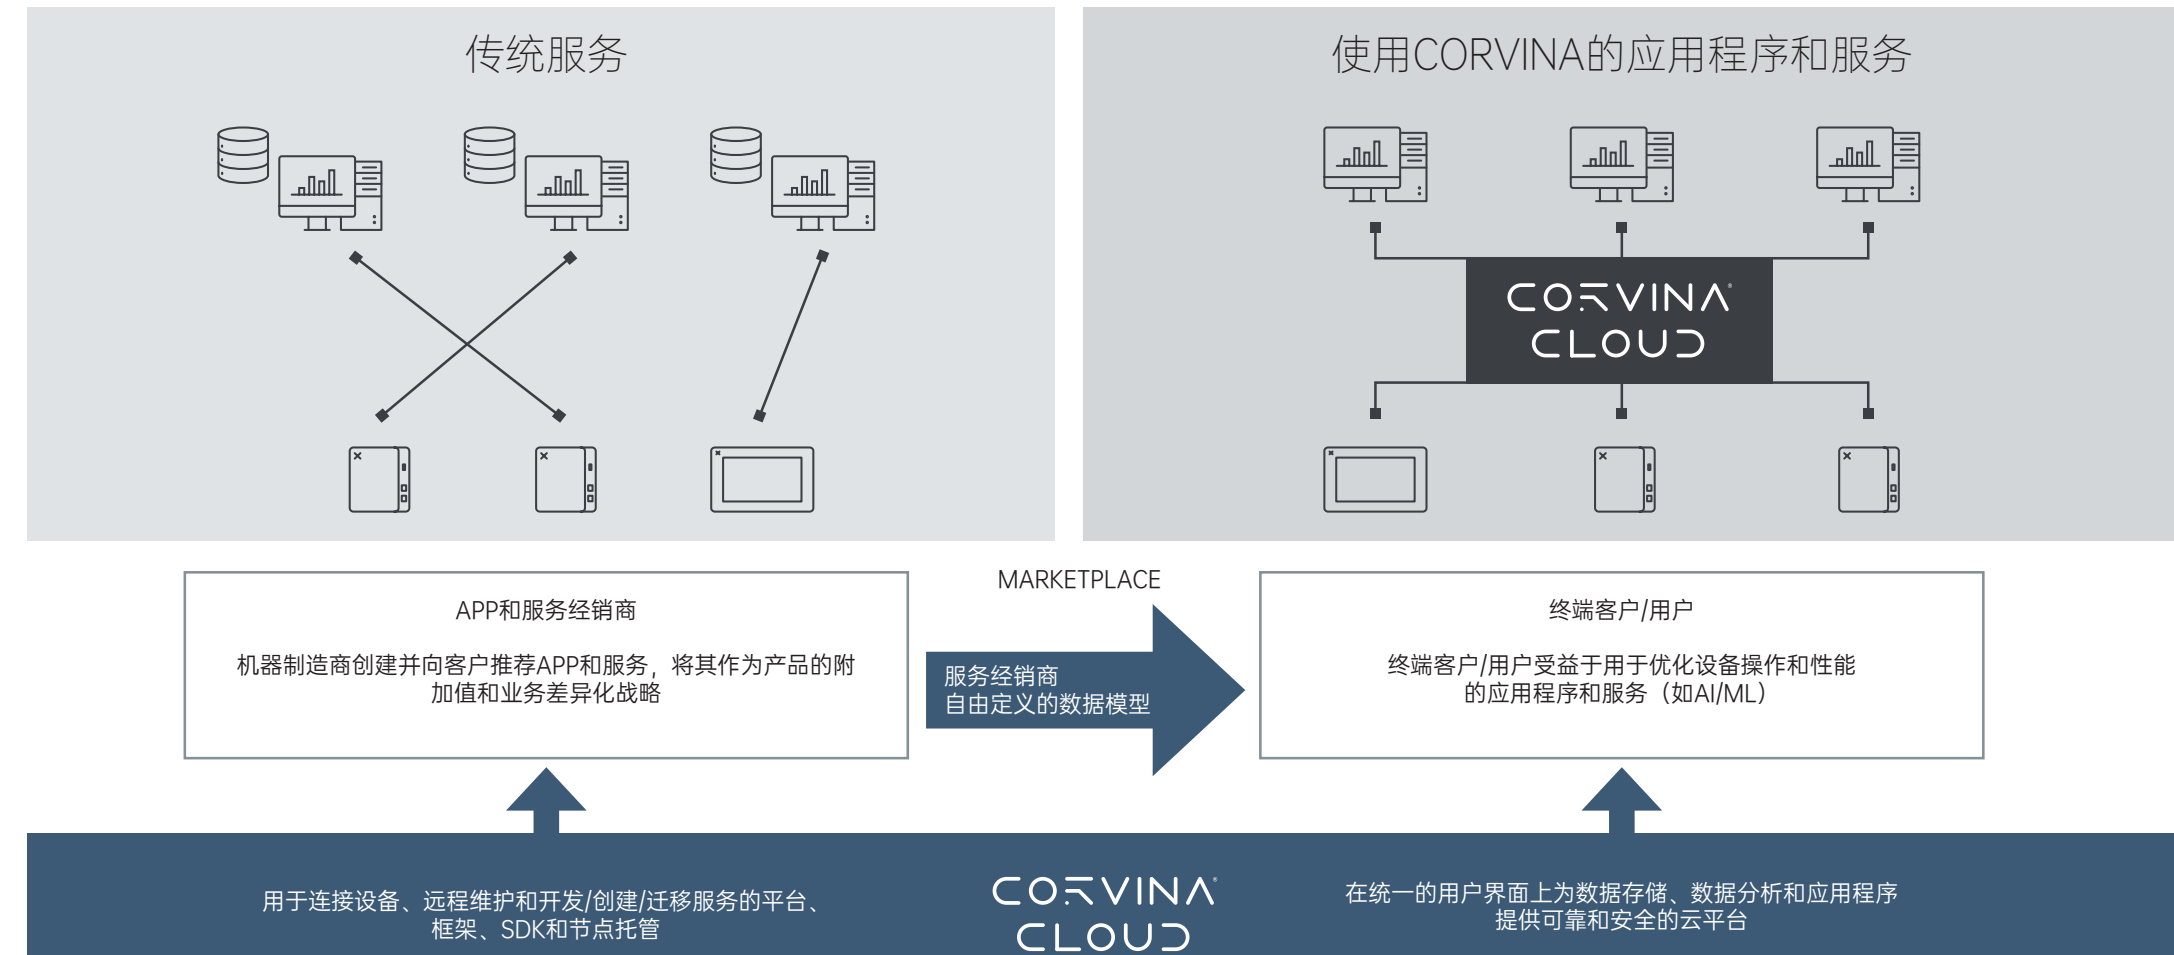 传统服务
使用CORVINA的应用程序和服务
CORVINA®
CLOUD
APP和服务经销商
机器制造商创建并向客户推荐APP和服务，将其作为产品的附
加值和业务差异化战略
MARKETPLACE
服务经销商
自由定义的数据模型
终端客户/用户
终端客户/用户受益于用于优化设备操作和性能
的应用程序和服务（如AI/ML）
用于连接设备、远程维护和开发/创建/迁移服务的平台、
框架、SDK和节点托管
CORVINA®
CLOUD
在统一的用户界面上为数据存储、数据分析和应用程序
提供可靠和安全的云平台